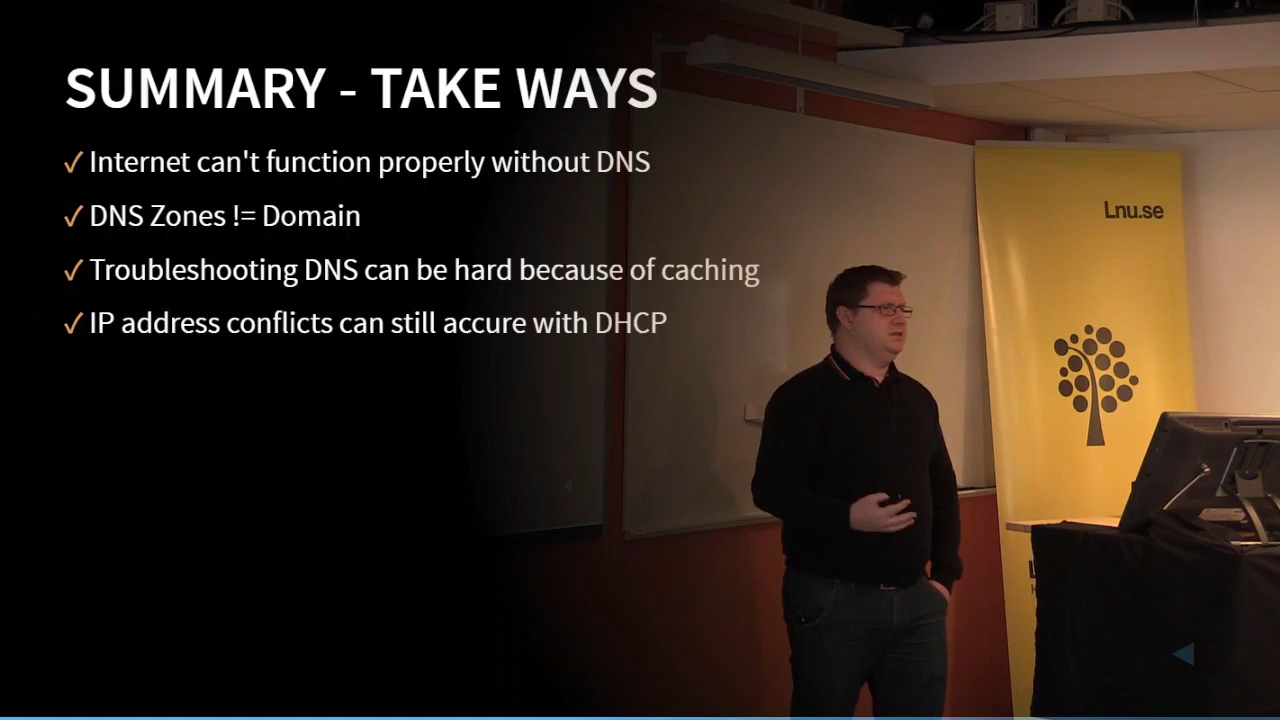 SUMMARY - TAKE WAYS
✓ Internet can't function properly without DNS
✓ DNS Zones != Domain
✓ Troubleshooting DNS can be hard because of caching
✓ IP address conflicts can still accure with DHCP
Lnu.se